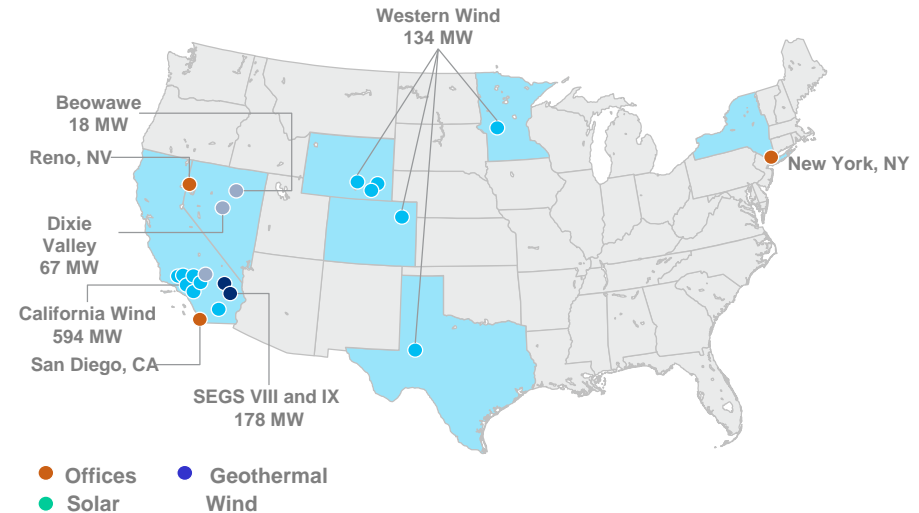 Western Wind
134 MW
Beowawe
18 MW
Reno, NV
New York, NY
Dixie
Valley
67 MW
California Wind
594 MW
San Diego, CA
SEGS VIII and IX
178 MW
Offices
Geothermal
Solar
Wind